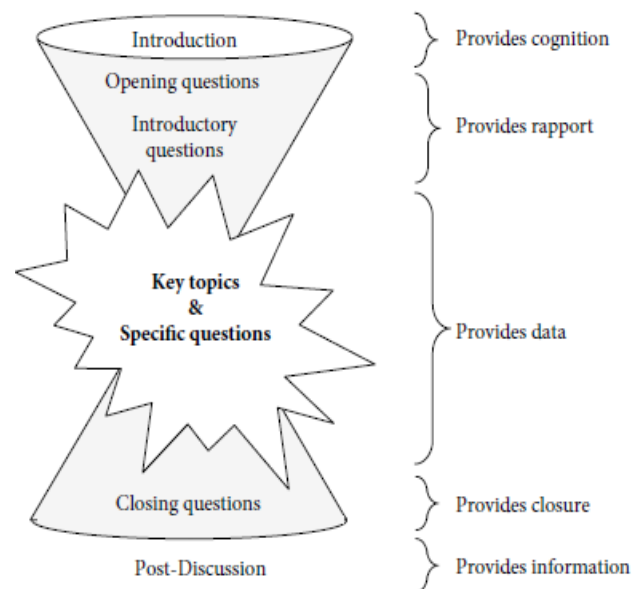 Introduction
Provides cognition
Opening questions
Introductory
questions
Provides rapport
Key topics
&
Specific questions
Provides data
Closing questions
Provides closure
Post-Discussion
Provides information